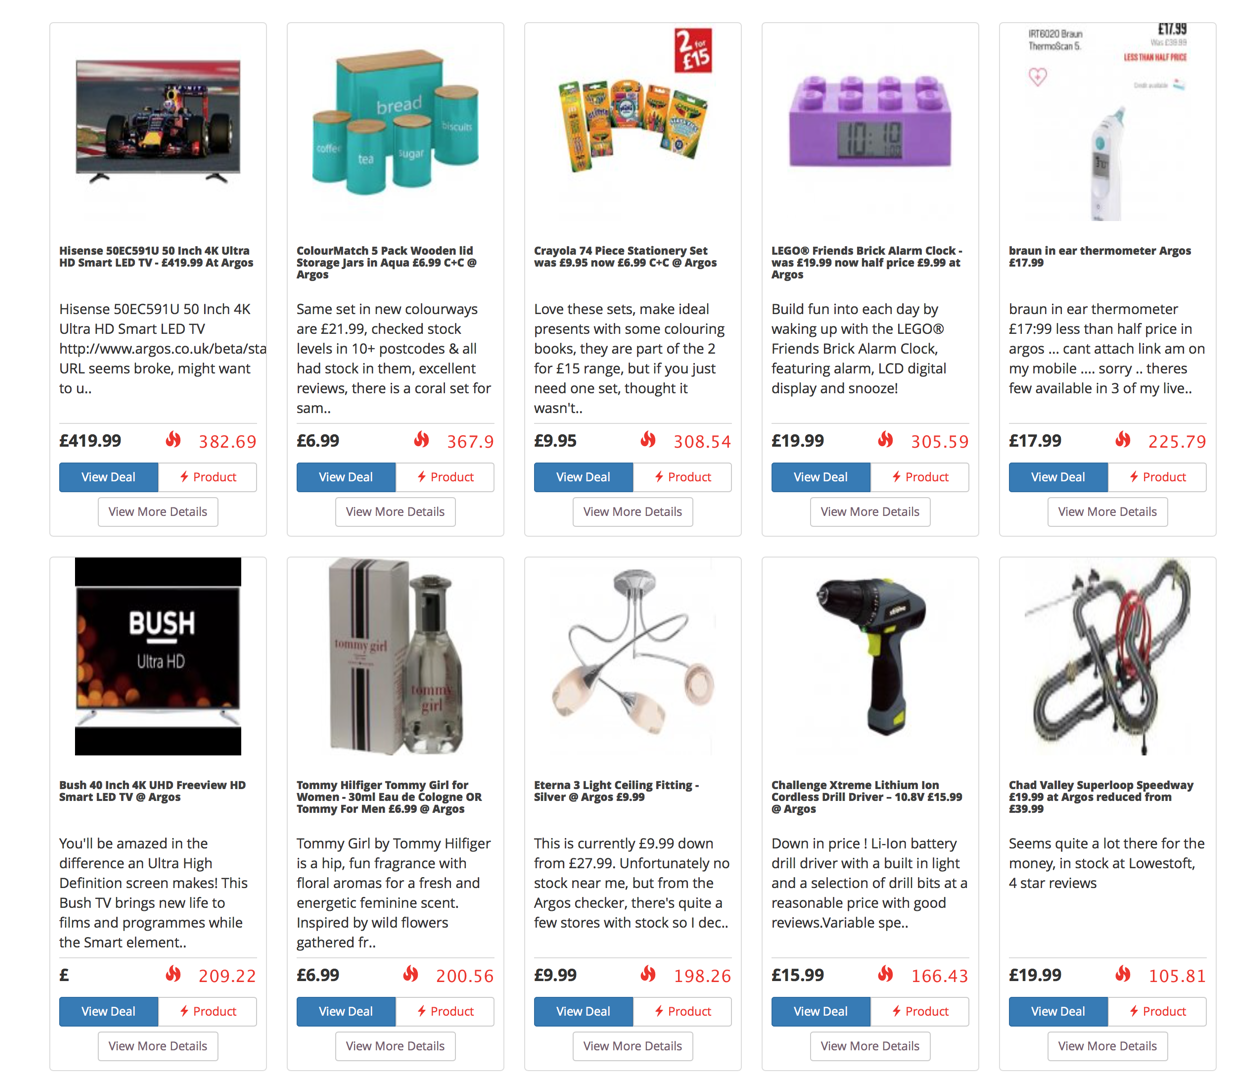 bread
coffee
tea
sugar
biscuits
2 for
£15
10:10
IRT6020 Braun
ThermoScan 5.
£17.99
Was £39.99
LESS THAN HALF PRICE
Credit available
Hisense 50EC591U 50 Inch 4K Ultra
HD Smart LED TV - £419.99 At Argos
Hisense 50EC591U 50 Inch 4K
Ultra HD Smart LED TV
http://www.argos.co.uk/beta/sta
URL seems broke, might want
to u..
£419.99 382.69
View Deal Product
View More Details
ColourMatch 5 Pack Wooden lid
Storage Jars in Aqua £6.99 C+C @
Argos
Same set in new colourways
are £21.99, checked stock
levels in 10+ postcodes & all
had stock in them, excellent
reviews, there is a coral set for
sam..
£6.99 367.9
View Deal Product
View More Details
Crayola 74 Piece Stationery Set
was £9.95 now £6.99 C+C @ Argos
Love these sets, make ideal
presents with some colouring
books, they are part of the 2
for £15 range, but if you just
need one set, thought it
wasn't..
£9.95 308.54
View Deal Product
View More Details
LEGO® Friends Brick Alarm Clock -
was £19.99 now half price £9.99 at
Argos
Build fun into each day by
waking up with the LEGO®
Friends Brick Alarm Clock,
featuring alarm, LCD digital
display and snooze!
£19.99 305.59
View Deal Product
View More Details
braun in ear thermometer Argos
£17.99
braun in ear thermometer
£17:99 less than half price in
argos ... cant attach link am on
my mobile .... sorry .. theres
few available in 3 of my live..
£17.99 225.79
View Deal Product
View More Details
BUSH
Ultra HD
Bush 40 Inch 4K UHD Freeview HD
Smart LED TV @ Argos
You'll be amazed in the
difference an Ultra High
Definition screen makes! This
Bush TV brings new life to
films and programmes while
the Smart element..
£ 209.22
View Deal Product
View More Details
tommy girl
tommy
girl
Tommy Hilfiger Tommy Girl for
Women - 30ml Eau de Cologne OR
Tommy For Men £6.99 @ Argos
Tommy Girl by Tommy Hilfiger
is a hip, fun fragrance with
floral aromas for a fresh and
energetic feminine scent.
Inspired by wild flowers
gathered fr..
£6.99 200.56
View Deal Product
View More Details
Eterna 3 Light Ceiling Fitting -
Silver @ Argos £9.99
This is currently £9.99 down
from £27.99. Unfortunately no
stock near me, but from the
Argos checker, there's quite a
few stores with stock so I dec..
£9.99 198.26
View Deal Product
View More Details
Challenge Xtreme Lithium Ion
Cordless Drill Driver – 10.8V £15.99
@ Argos
Down in price ! Li-Ion battery
drill driver with a built in light
and a selection of drill bits at a
reasonable price with good
reviews.Variable spe..
£15.99 166.43
View Deal Product
View More Details
Chad Valley Superloop Speedway
£19.99 at Argos reduced from
£39.99
Seems quite a lot there for the
money, in stock at Lowestoft,
4 star reviews
£19.99 105.81
View Deal Product
View More Details